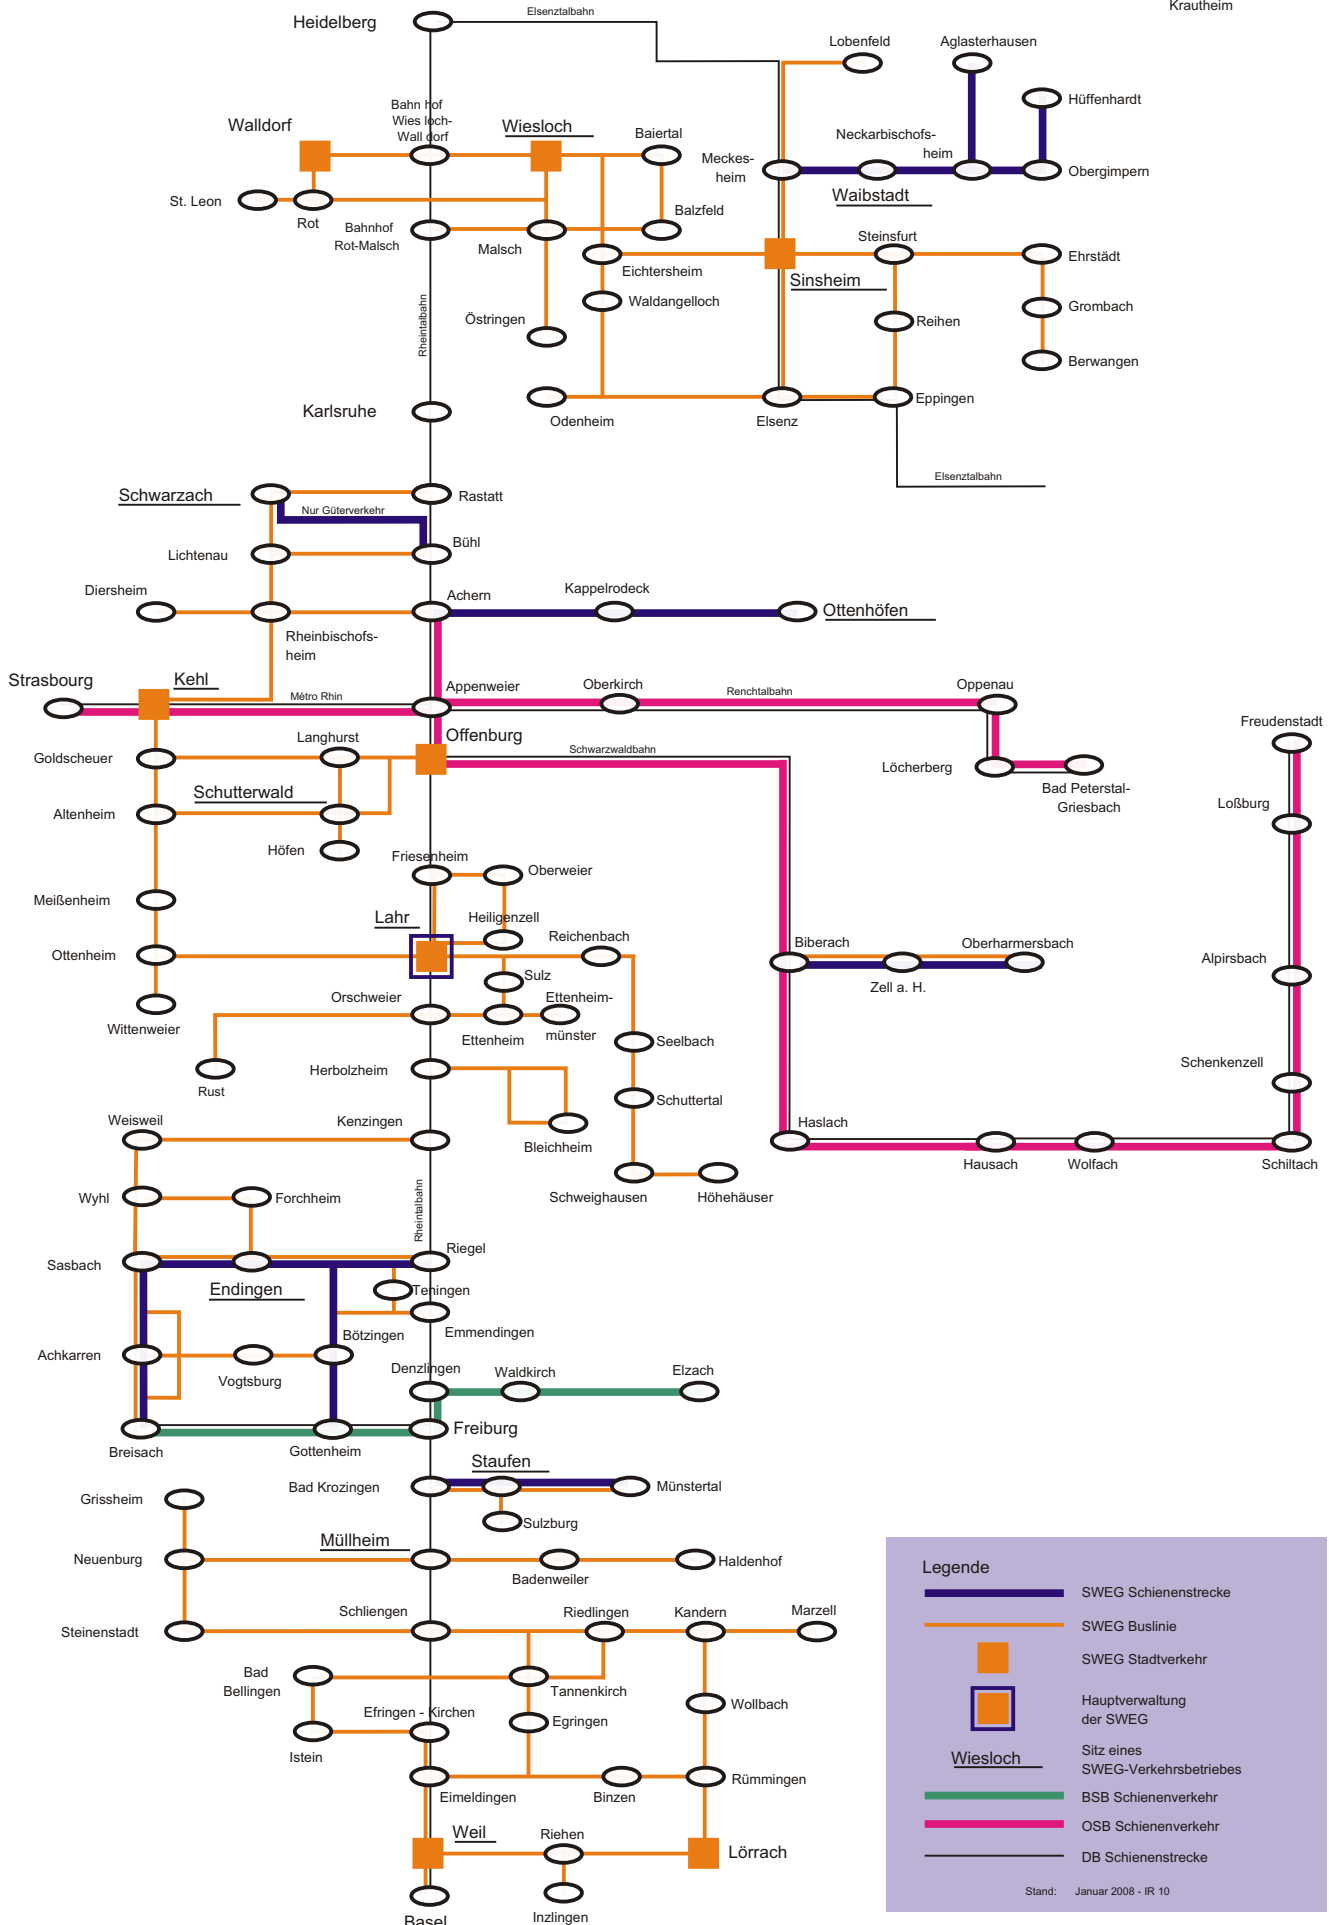 Krautheim
Heidelberg
Elsenztalbahn
Lobenfeld
Aglasterhausen
Hüffenhardt
Bahn hof
Wies loch-
Wall dorf
Walldorf
Wiesloch
Baiertal
Neckarbischofs-
heim
Meckes-
heim
Obergimpern
Waibstadt
St. Leon
Rot
Bahnhof
Rot-Malsch
Malsch
Balzfeld
Steinsfurt
Eichtersheim
Ehrstädt
Sinsheim
Waldangelloch
Grombach
Rheintalbahn
Östringen
Reihen
Berwangen
Karlsruhe
Odenheim
Elsenz
Eppingen
Elsenztalbahn
Schwarzach
Rastatt
Nur Güterverkehr
Lichtenau
Bühl
Diersheim
Achern
Kappelrodeck
Ottenhöfen
Rheinbischofs-
heim
Strasbourg
Kehl
Métro Rhin
Appenweier
Oberkirch
Renchtalbahn
Oppenau
Freudenstadt
Offenburg
Langhurst
Goldscheuer
Schwarzwaldbahn
Löcherberg
Bad Peterstal-
Griesbach
Schutterwald
Altenheim
Loßburg
Höfen
Friesenheim
Oberweier
Meißenheim
Lahr
Heiligenzell
Reichenbach
Ottenheim
Biberach
Oberharmersbach
Alpirsbach
Zell a. H.
Sulz
Orschweier
Ettenheim-
münster
Wittenweier
Ettenheim
Seelbach
Herbolzheim
Schenkenzell
Rust
Schuttertal
Weisweil
Kenzingen
Bleichheim
Haslach
Hausach
Wolfach
Schiltach
Schweighausen
Höhehäuser
Wyhl
Forchheim
Rheintalbahn
Sasbach
Riegel
Endingen
Teningen
Bötzingen
Emmendingen
Achkarren
Vogtsburg
Denzlingen
Waldkirch
Elzach
Breisach
Gottenheim
Freiburg
Staufen
Bad Krozingen
Münstertal
Grissheim
Sulzburg
Müllheim
Neuenburg
Badenweiler
Haldenhof
Schliengen
Riedlingen
Kandern
Marzell
Steinenstadt
Bad
Bellingen
Tannenkirch
Efringen - Kirchen
Wollbach
Egringen
Istein
Eimeldingen
Binzen
Rümmingen
Weil
Riehen
Lörrach
Inzlingen
Basel
Legende
SWEG Schienenstrecke
SWEG Buslinie
SWEG Stadtverkehr
Hauptverwaltung
der SWEG
Wiesloch
Sitz eines
SWEG-Verkehrsbetriebes
BSB Schienenverkehr
OSB Schienenverkehr
DB Schienenstrecke
Stand: Januar 2008 - IR 10